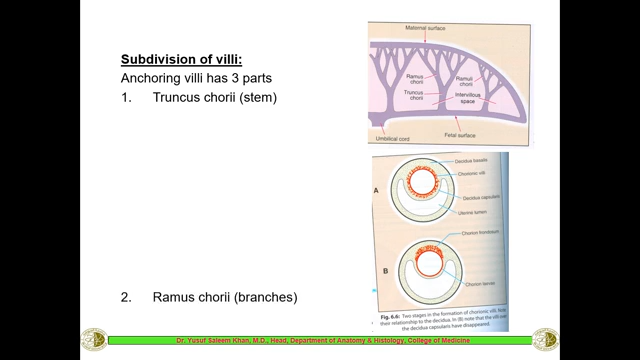 Subdivision of villi:
Anchoring villi has 3 parts
1. Truncus chorii (stem)
2. Ramus chorii (branches)
Maternal surface
Ramus chorii
Ramuli chorii
Truncus chorii
Intervillous space
Umbilical cord
Fetal surface
A
Decidua basalis
Chorionic villi
Decidua capsularis
Uterine lumen
B
Chorion frondosum
Chorion laeve
Fig. 6.6: Two stages in the formation of chorionic villi. Note
their relationship to the decidua. In (B) note that the villi over
the decidua capsularis have disappeared.
Dr. Yusuf Saleem Khan, M.D., Head, Department of Anatomy & Histology, College of Medicine